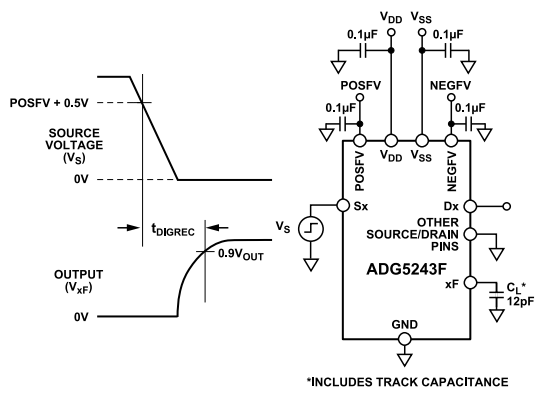 POSFV + 0.5V
SOURCE
VOLTAGE
(VS)
0V
tDIGREC
0.9VOUT
OUTPUT
(VxF)
0V
VDD
VSS
0.1µF
0.1µF
POSFV
NEGFV
0.1µF
0.1µF
POSFV
VDD
VSS
NEGFV
VS
Sx
Dx
OTHER
SOURCE/DRAIN
PINS
ADG5243F
xF
CL*
12pF
GND
*INCLUDES TRACK CAPACITANCE